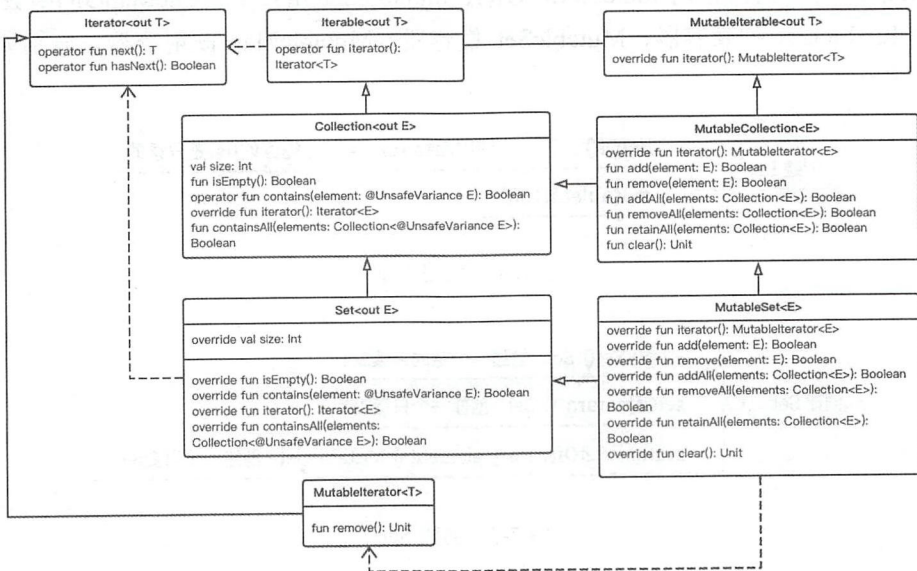 Iterator<out T>
operator fun next(): T
operator fun hasNext(): Boolean
Iterable<out T>
operator fun iterator():
Iterator<T>
MutableIterable<out T>
override fun iterator(): MutableIterator<T>
Collection<out E>
val size: Int
fun isEmpty(): Boolean
operator fun contains(element: @UnsafeVariance E): Boolean
override fun iterator(): Iterator<E>
fun containsAll(elements: Collection<@UnsafeVariance E>):
Boolean
MutableCollection<E>
override fun iterator(): MutableIterator<E>
fun add(element: E): Boolean
fun remove(element: E): Boolean
fun addAll(elements: Collection<E>): Boolean
fun removeAll(elements: Collection<E>): Boolean
fun retainAll(elements: Collection<E>): Boolean
fun clear(): Unit
Set<out E>
override val size: Int
override fun isEmpty(): Boolean
override fun contains(element: @UnsafeVariance E): Boolean
override fun iterator(): Iterator<E>
override fun containsAll(elements:
Collection<@UnsafeVariance E>): Boolean
MutableSet<E>
override fun iterator(): MutableIterator<E>
override fun add(element: E): Boolean
override fun remove(element: E): Boolean
override fun addAll(elements: Collection<E>): Boolean
override fun removeAll(elements: Collection<E>):
Boolean
override fun retainAll(elements: Collection<E>):
Boolean
override fun clear(): Unit
MutableIterator<T>
fun remove(): Unit